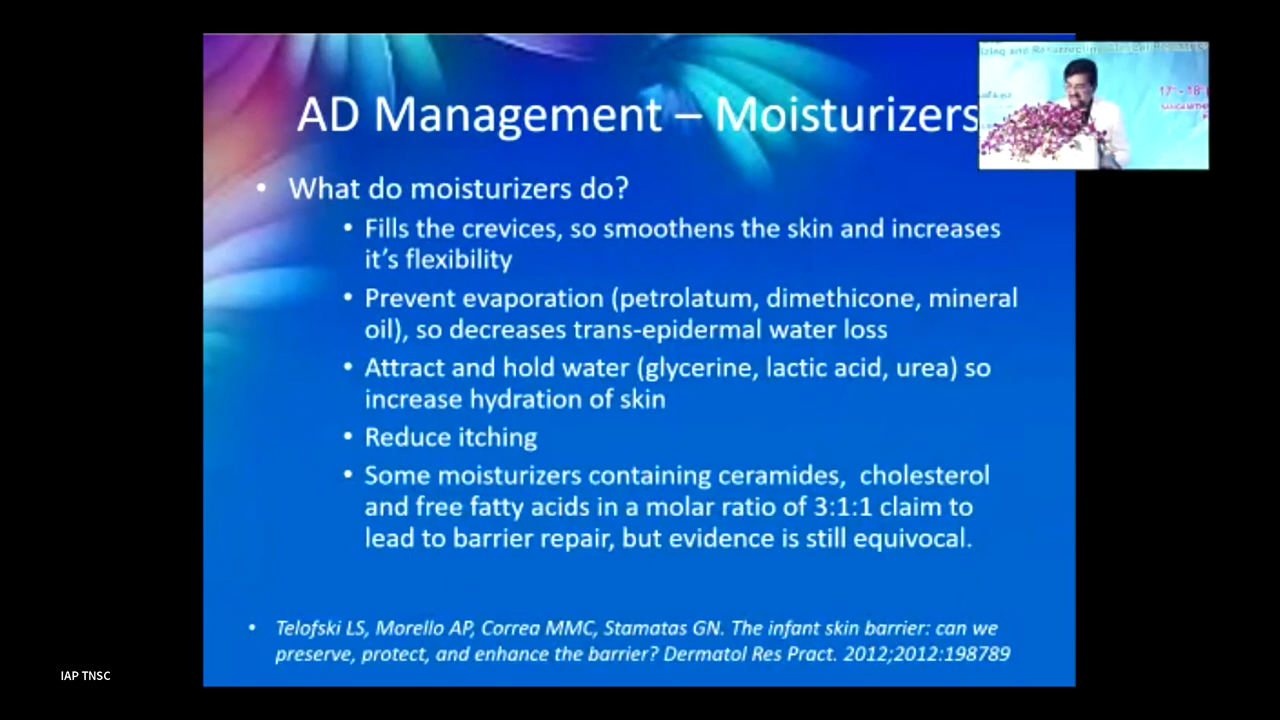 AD Management – Moisturizers
• What do moisturizers do?
• Fills the crevices, so smoothens the skin and increases
it's flexibility
• Prevent evaporation (petrolatum, dimethicone, mineral
oil), so decreases trans-epidermal water loss
• Attract and hold water (glycerine, lactic acid, urea) so
increase hydration of skin
• Reduce itching
• Some moisturizers containing ceramides,  cholesterol
and free fatty acids in a molar ratio of 3:1:1 claim to
lead to barrier repair, but evidence is still equivocal.
• Telofski LS, Morello AP, Correa MMC, Stamatas GN. The infant skin barrier: can we
preserve, protect, and enhance the barrier? Dermatol Res Pract. 2012;2012:198789
IAP TNSC